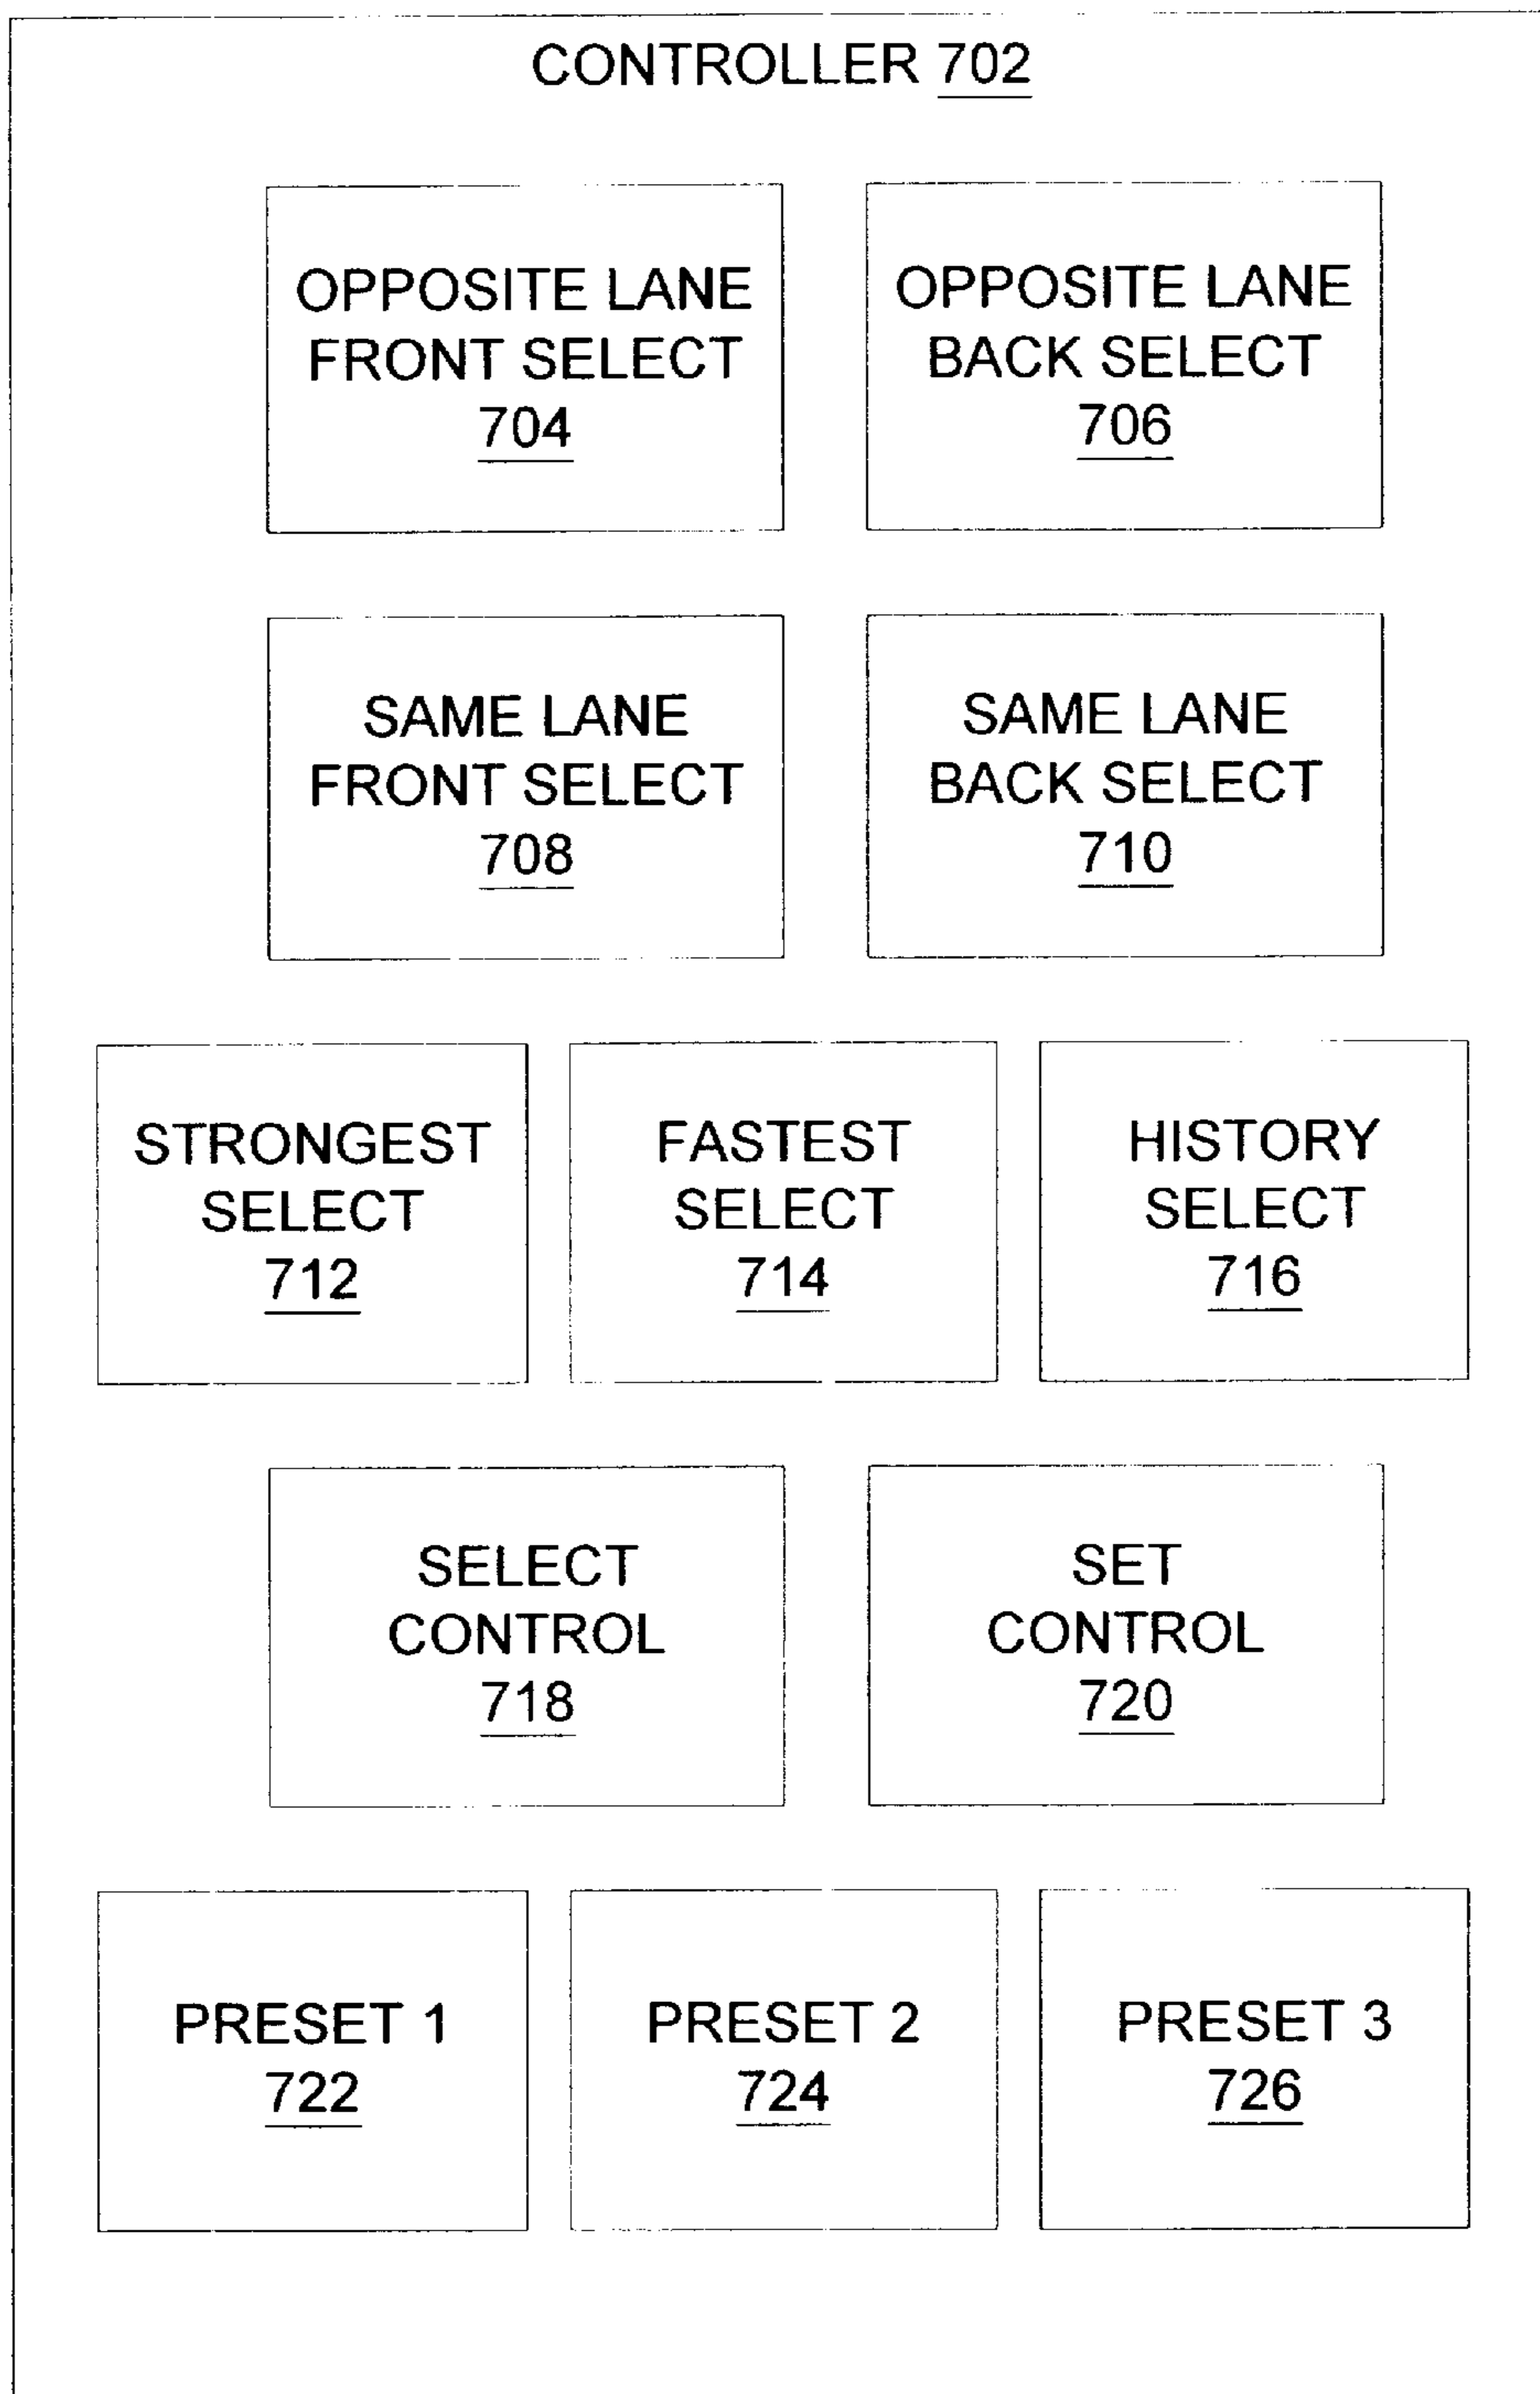 CONTROLLER 702
OPPOSITE LANE
FRONT SELECT
704
OPPOSITE LANE
BACK SELECT
706
SAME LANE
FRONT SELECT
708
SAME LANE
BACK SELECT
710
STRONGEST
SELECT
712
FASTEST
SELECT
714
HISTORY
SELECT
716
SELECT
CONTROL
718
SET
CONTROL
720
PRESET 1
722
PRESET 2
724
PRESET 3
726